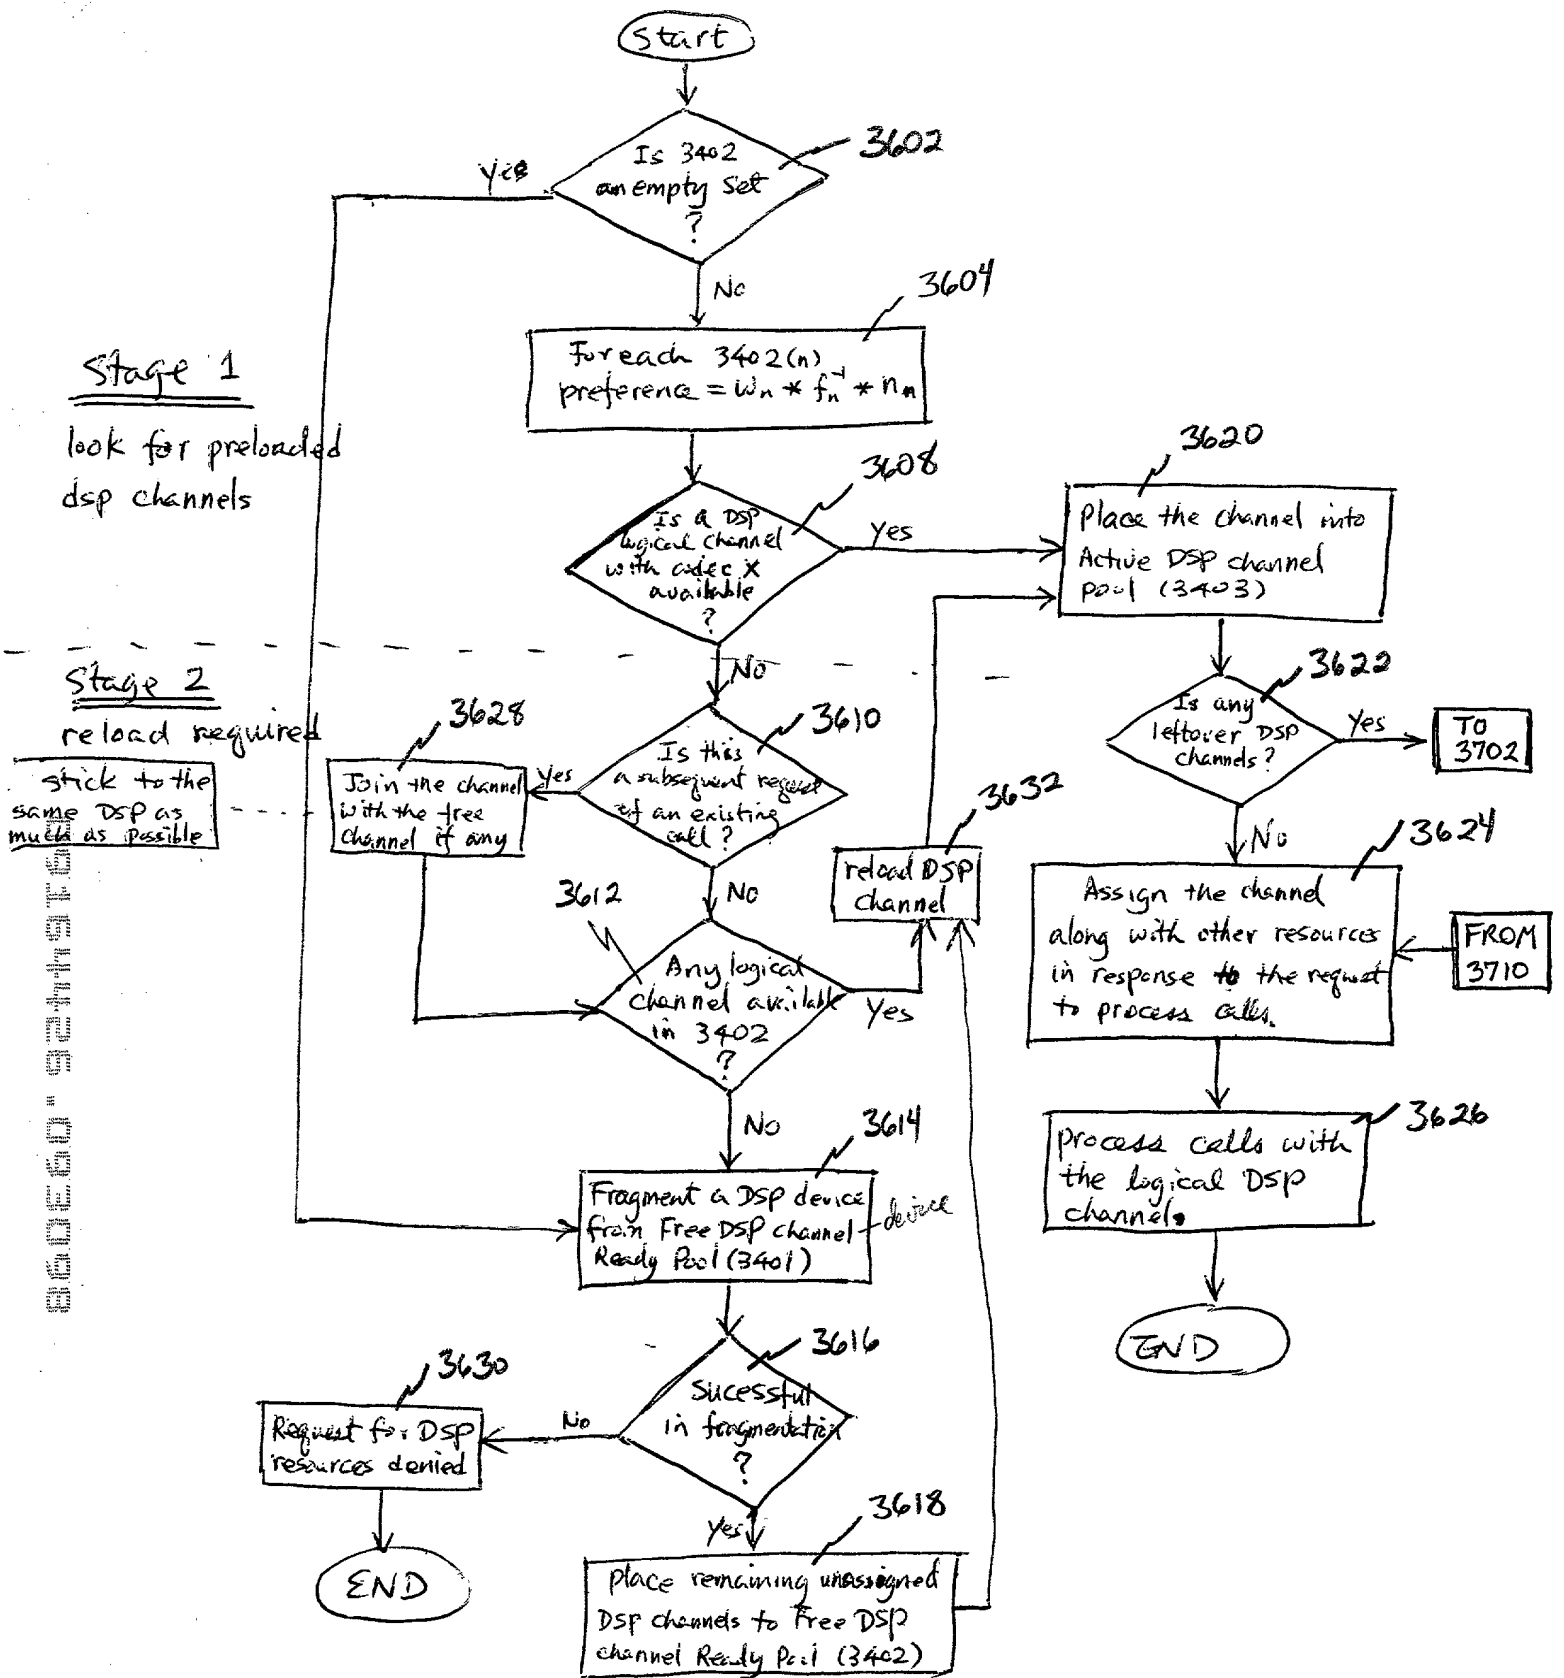 Start
3602
Is 3402
an empty set
?
Yes
No
3604
For each 3402(n)
preference = Wn * fn⁻¹ * nn
Stage 1
look for preloaded
dsp channels
3608
Is a DSP
logical channel
with codec X
available
?
Yes
No
3620
Place the channel into
Active DSP channel
pool (3403)
Stage 2
reload required
stick to the
same DSP as
much as possible
3628
Join the channel
with the free
channel if any
Yes
3610
Is this
a subsequent request
of an existing
call?
No
3622
Is any
leftover DSP
channels?
Yes
TO
3702
No
3632
reload DSP
channel
3612
Any logical
channel available
in 3402
?
Yes
No
3624
Assign the channel
along with other resources
in response to the request
to process calls.
FROM
3710
3614
Fragment a DSP device
from Free DSP channel
Ready Pool (3401)
device
3626
process calls with
the logical DSP
channel.
END
3616
Sucessful
in fragmentation
?
No
Yes
3630
Request for DSP
resources denied
END
3618
place remaining unassigned
DSP channels to Free DSP
channel Ready Pool (3402)